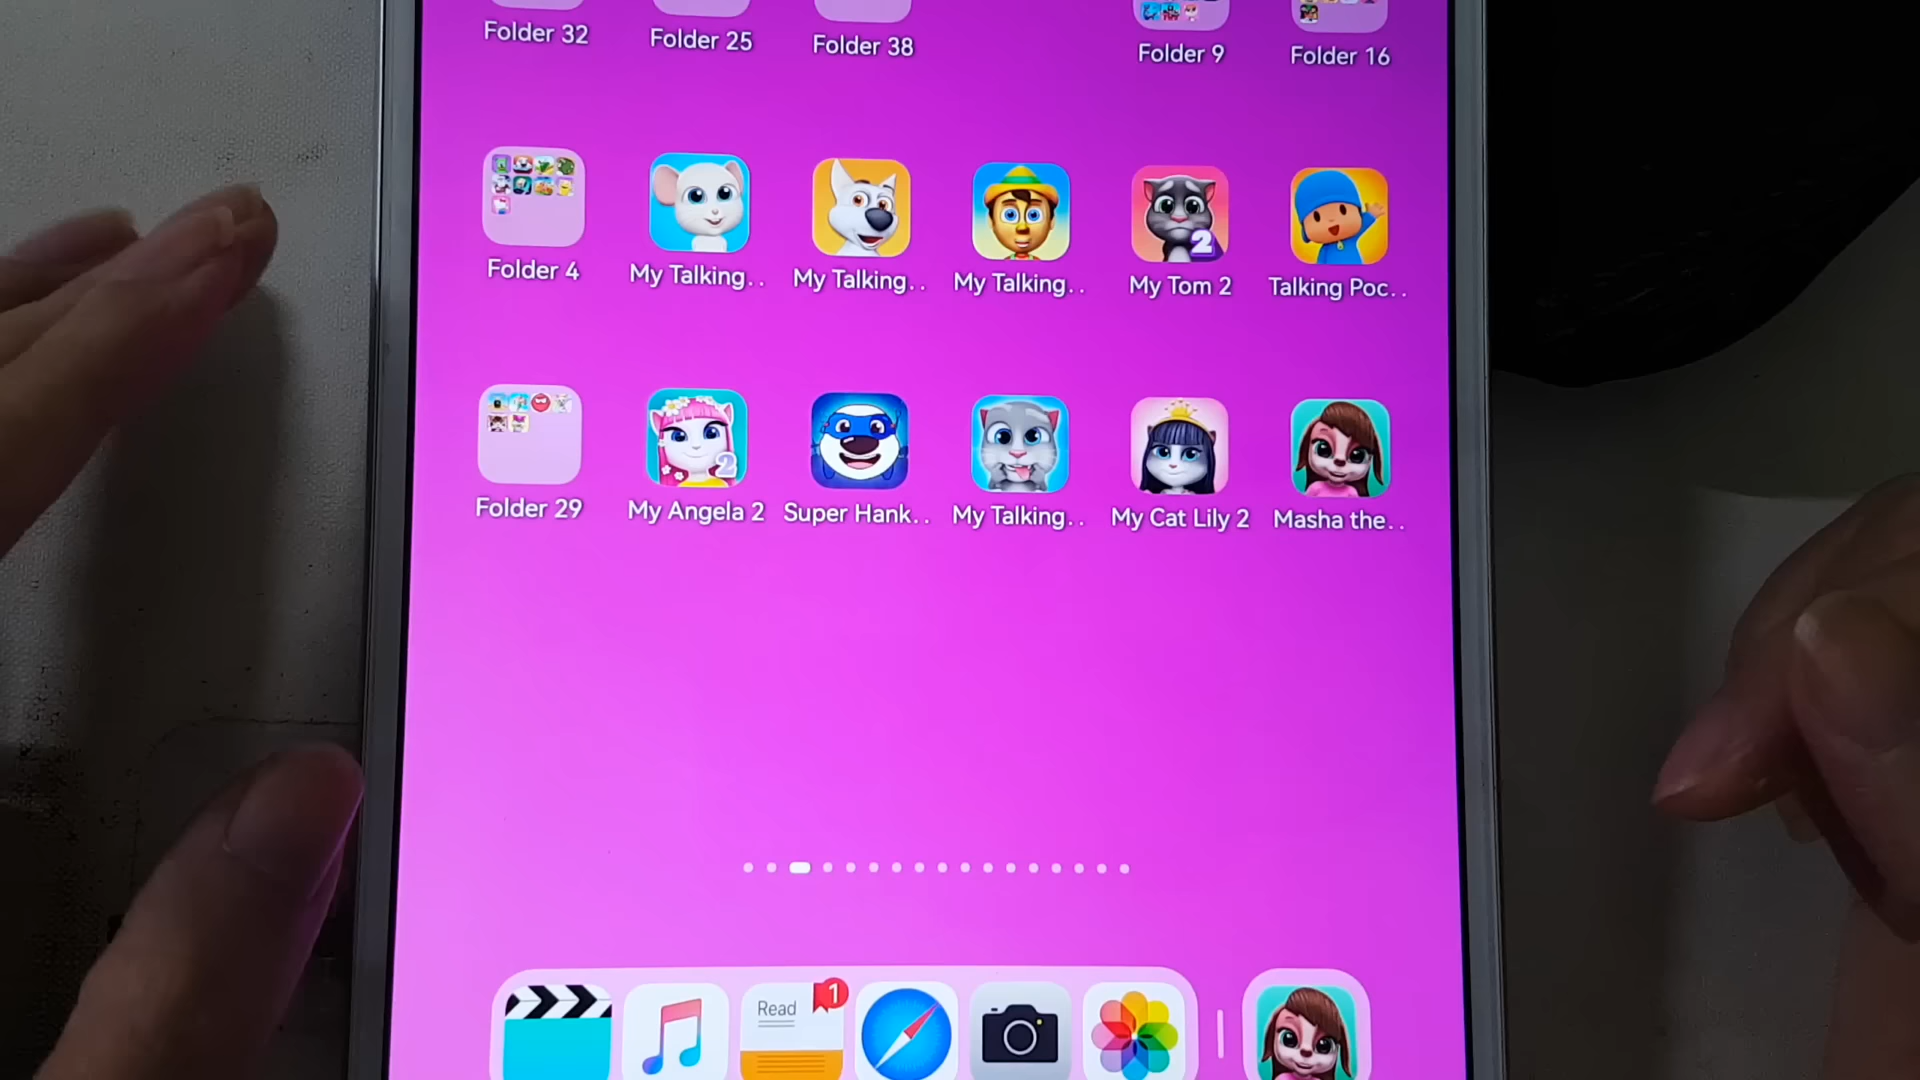 Folder 32
Folder 25
Folder 38
Folder 9
Folder 16
Folder 4
My Talking..
My Talking..
My Talking..
2
My Tom 2
Talking Poc..
Folder 29
2
My Angela 2
Super Hank..
My Talking..
My Cat Lily 2
Masha the..
Read
1